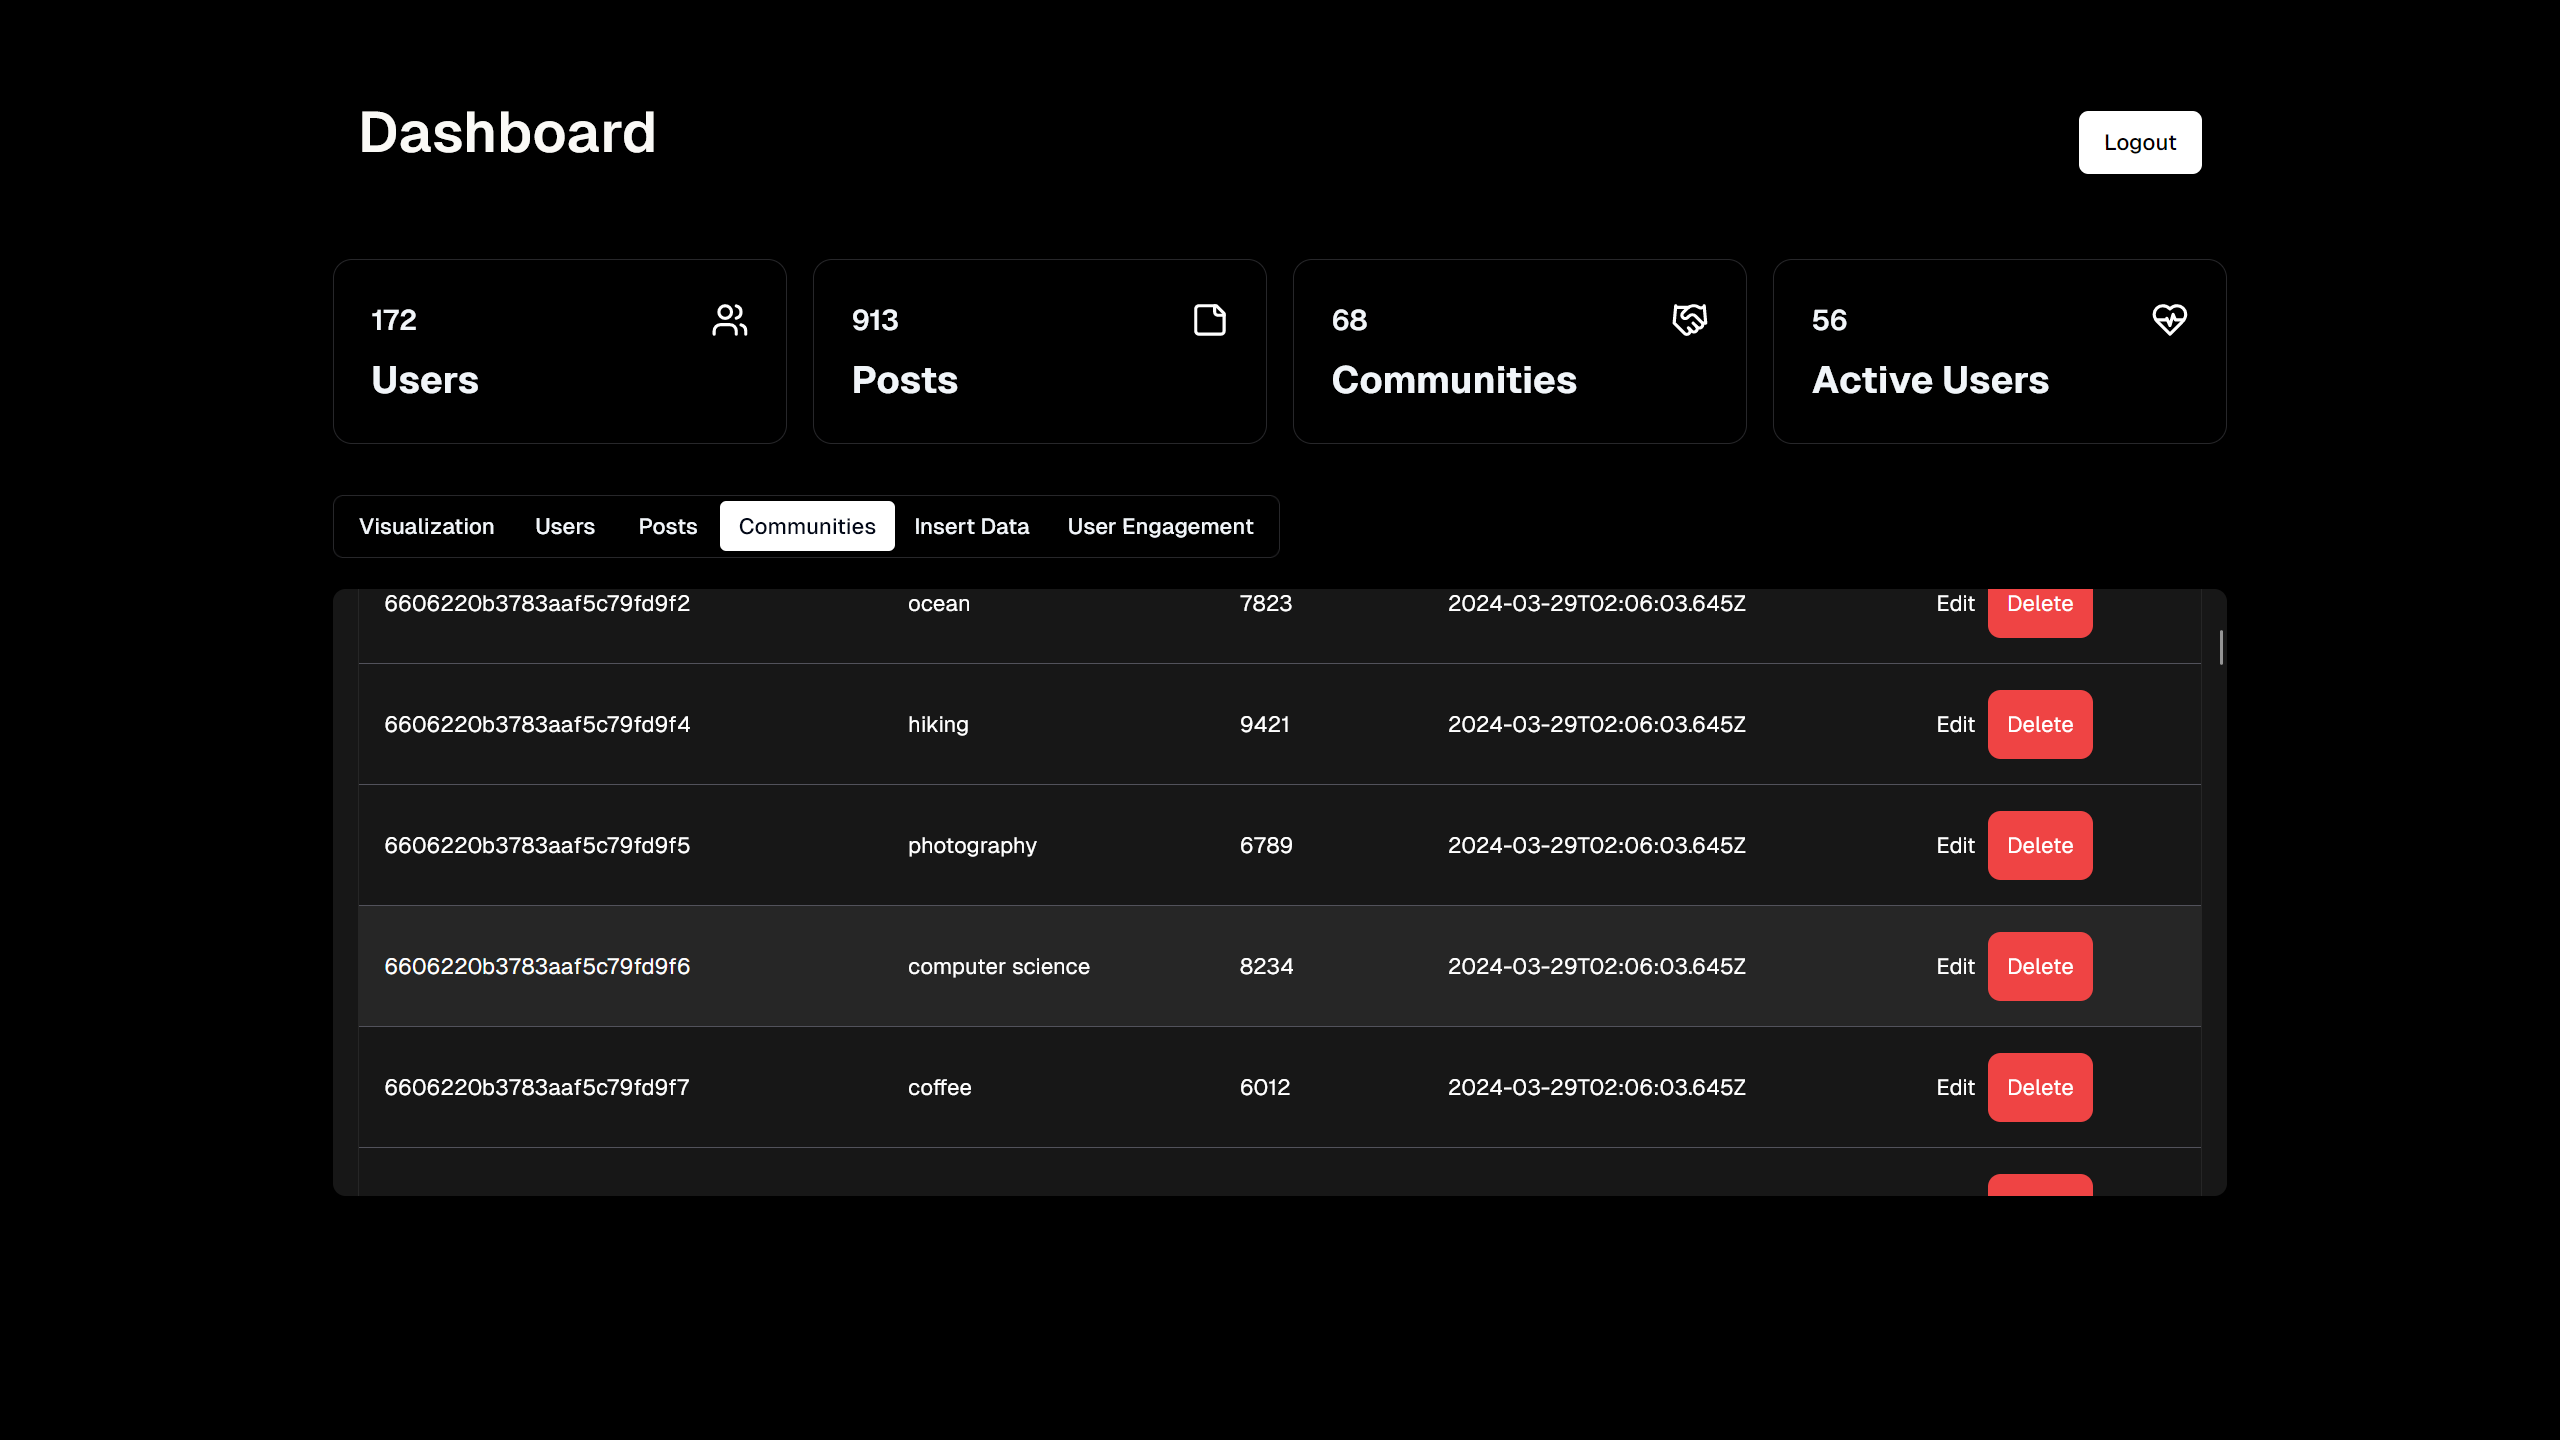 Dashboard
Logout
172
Users
913
Posts
68
Communities
56
Active Users
Visualization Users Posts Communities Insert Data User Engagement
6606220b3783aaf5c79fd9f2 ocean 7823 2024-03-29T02:06:03.645Z Edit Delete
6606220b3783aaf5c79fd9f4 hiking 9421 2024-03-29T02:06:03.645Z Edit Delete
6606220b3783aaf5c79fd9f5 photography 6789 2024-03-29T02:06:03.645Z Edit Delete
6606220b3783aaf5c79fd9f6 computer science 8234 2024-03-29T02:06:03.645Z Edit Delete
6606220b3783aaf5c79fd9f7 coffee 6012 2024-03-29T02:06:03.645Z Edit Delete